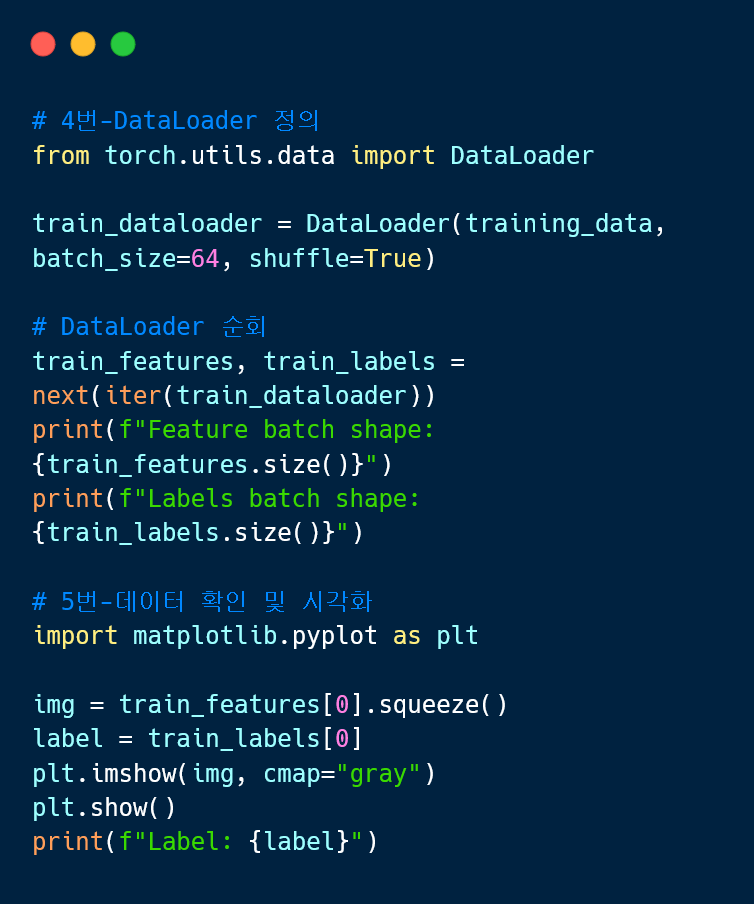 # 4번-DataLoader 정의
from torch.utils.data import DataLoader
train_dataloader = DataLoader(training_data,
batch_size=64, shuffle=True)
# DataLoader 순회
train_features, train_labels =
next(iter(train_dataloader))
print(f"Feature batch shape:
{train_features.size()}")
print(f"Labels batch shape:
{train_labels.size()}")
# 5번-데이터 확인 및 시각화
import matplotlib.pyplot as plt
img = train_features[0].squeeze()
label = train_labels[0]
plt.imshow(img, cmap="gray")
plt.show()
print(f"Label: {label}")